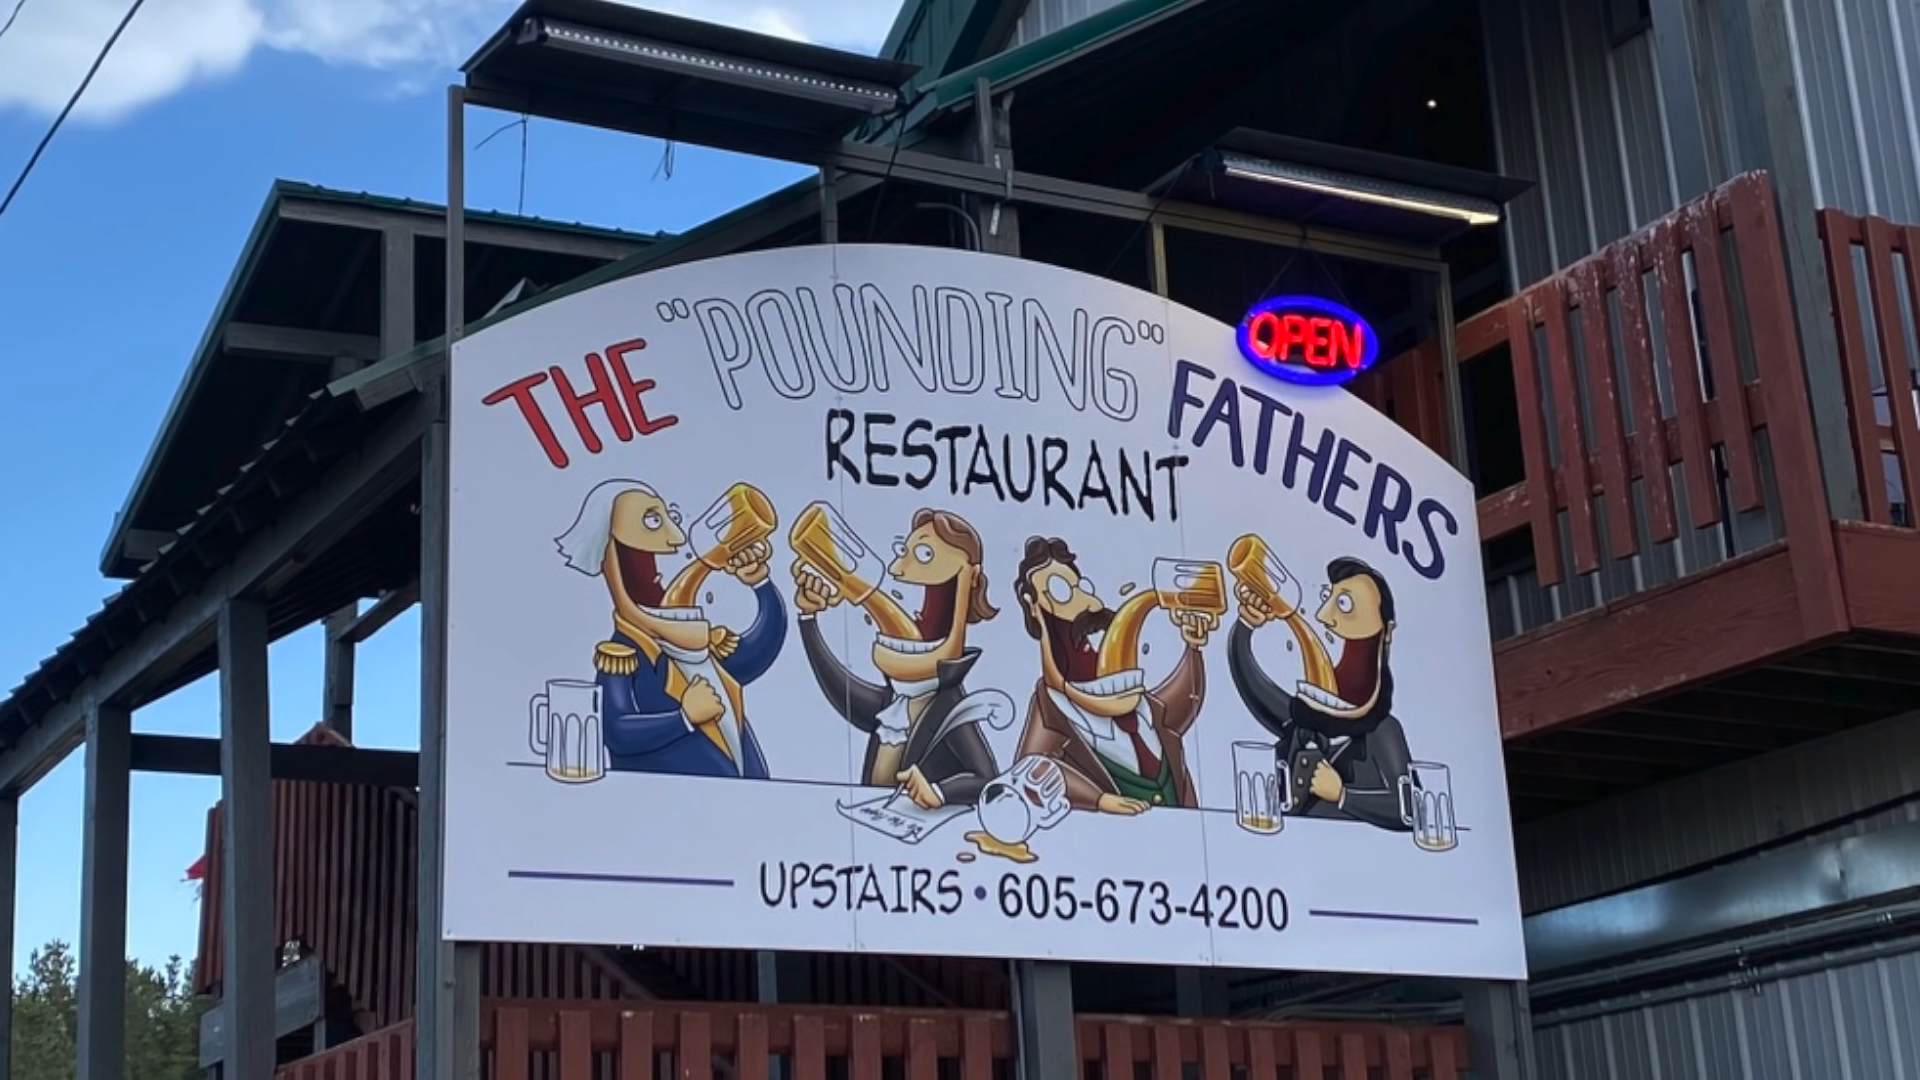 THE "POUNDING" FATHERS
RESTAURANT
OPEN
UPSTAIRS • 605-673-4200